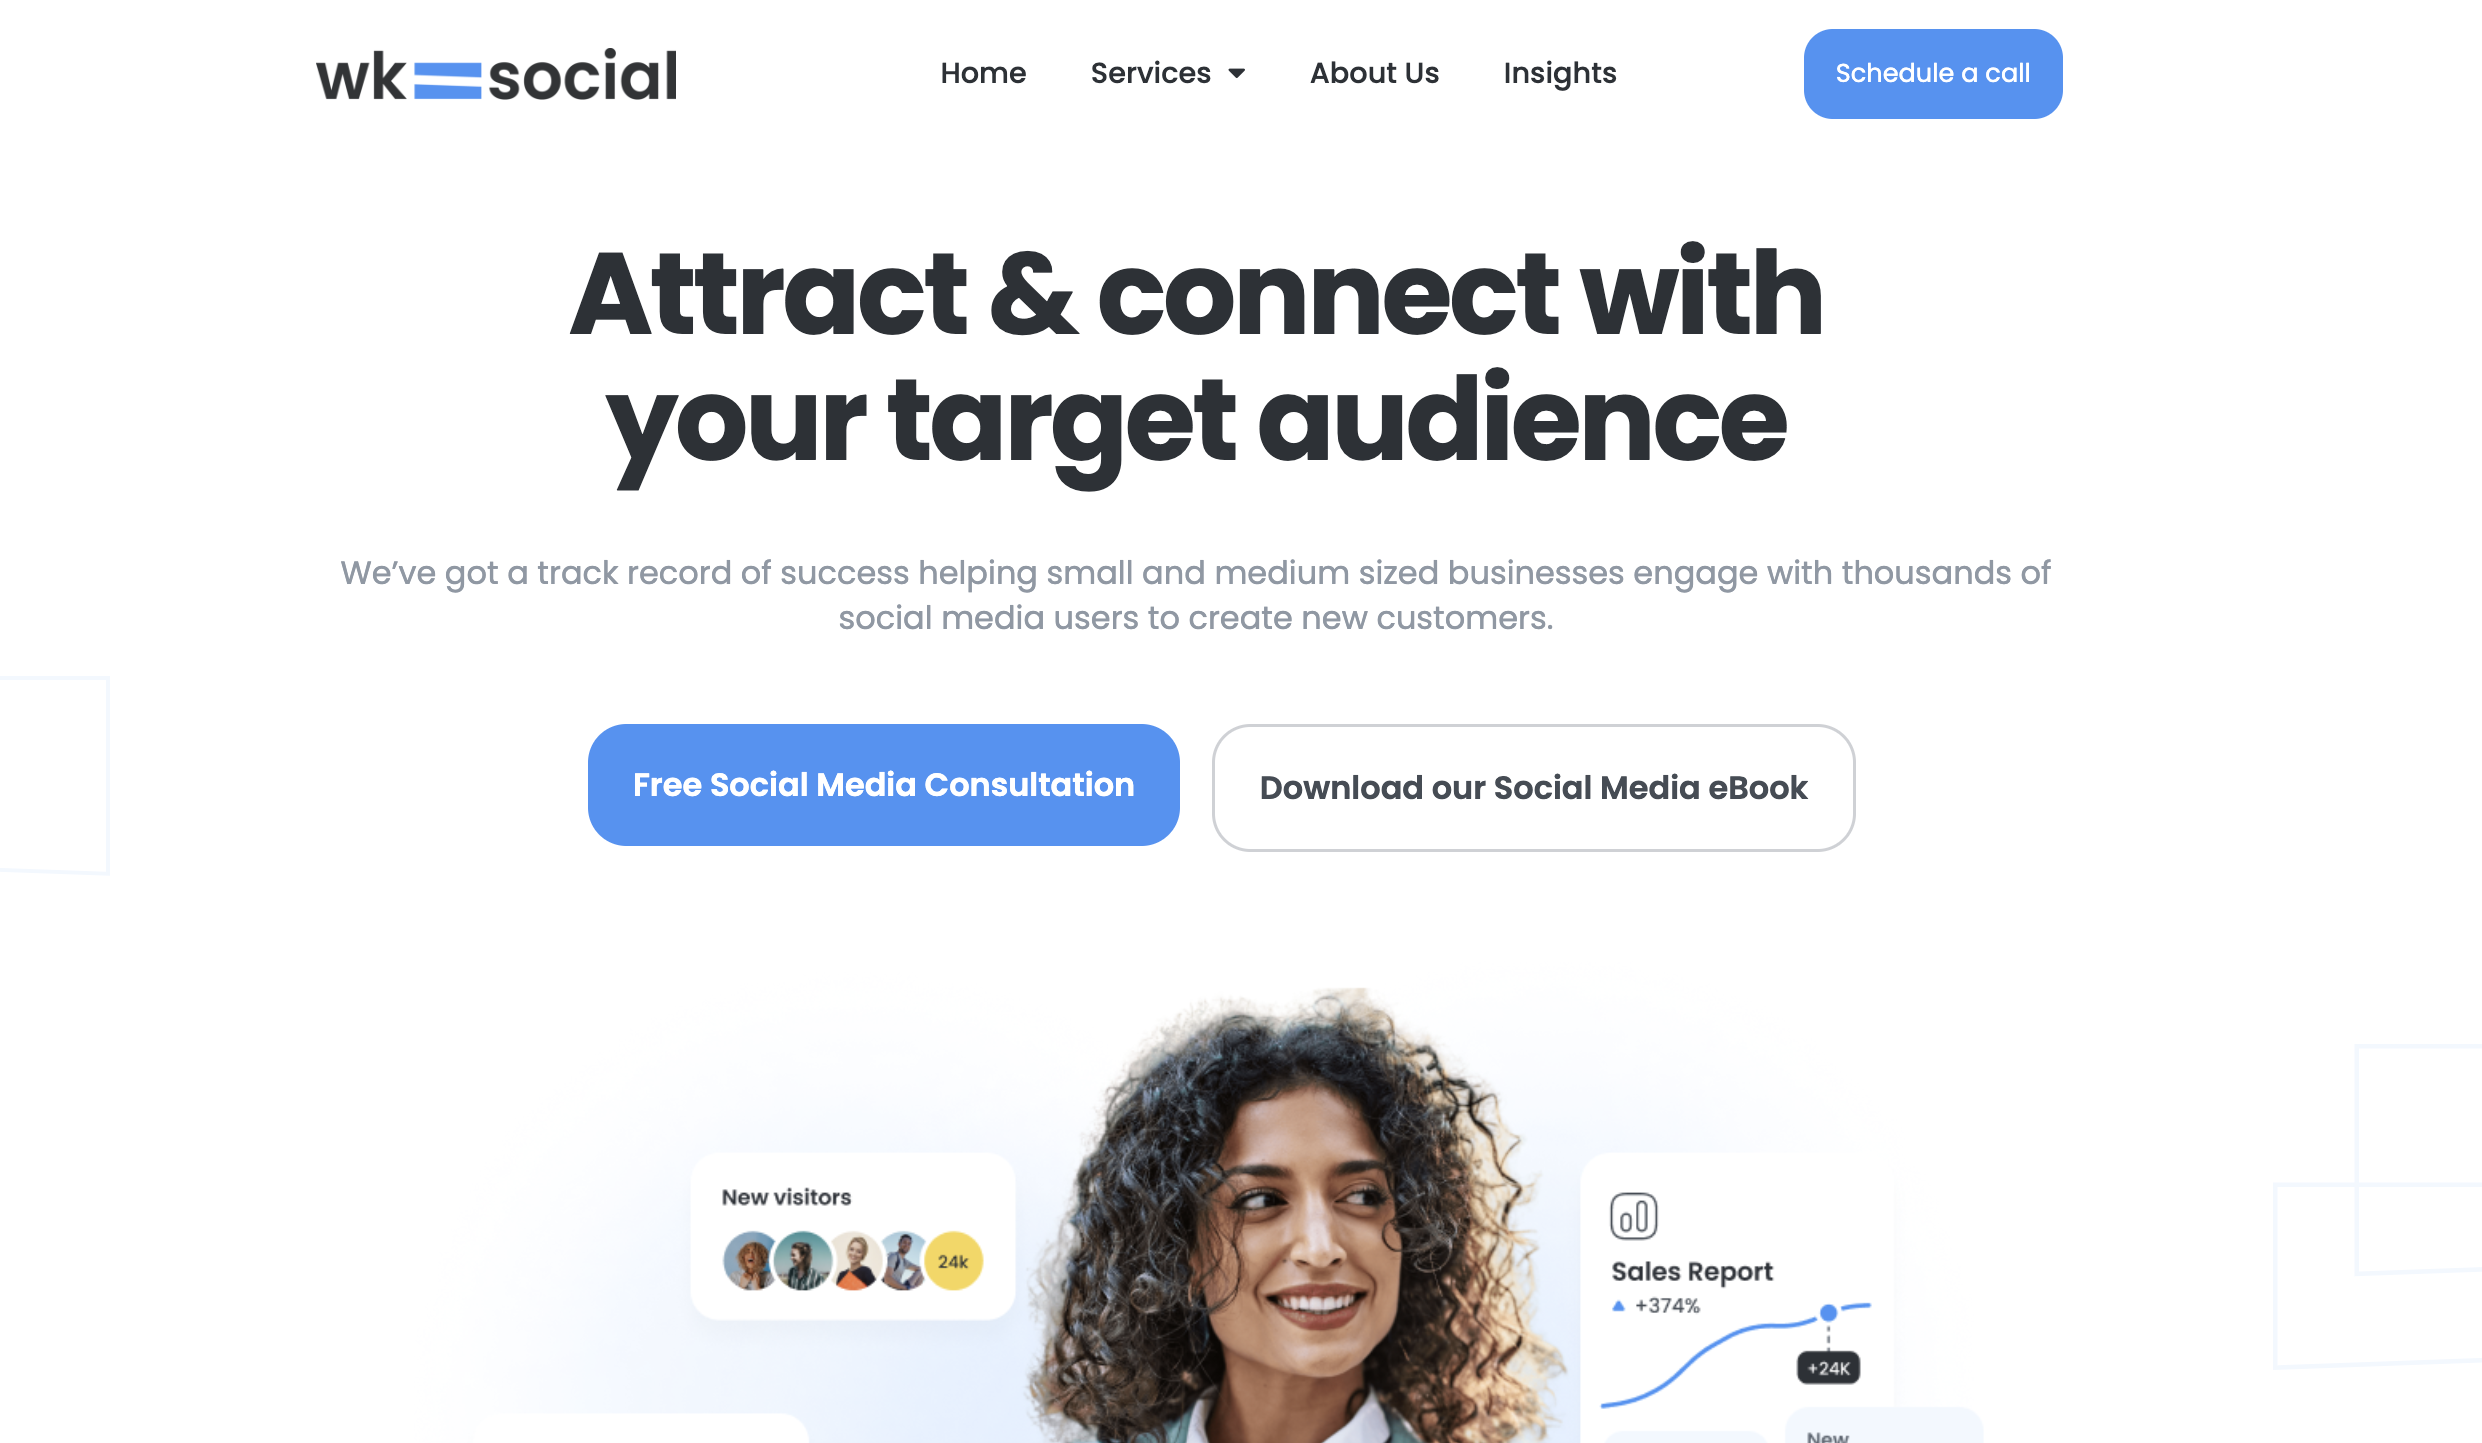 wk social
Home Services About Us Insights Schedule a call
Attract & connect with
your target audience
We’ve got a track record of success helping small and medium sized businesses engage with thousands of
social media users to create new customers.
Free Social Media Consultation Download our Social Media eBook
New visitors
24k
Sales Report
+374%
+24K
New